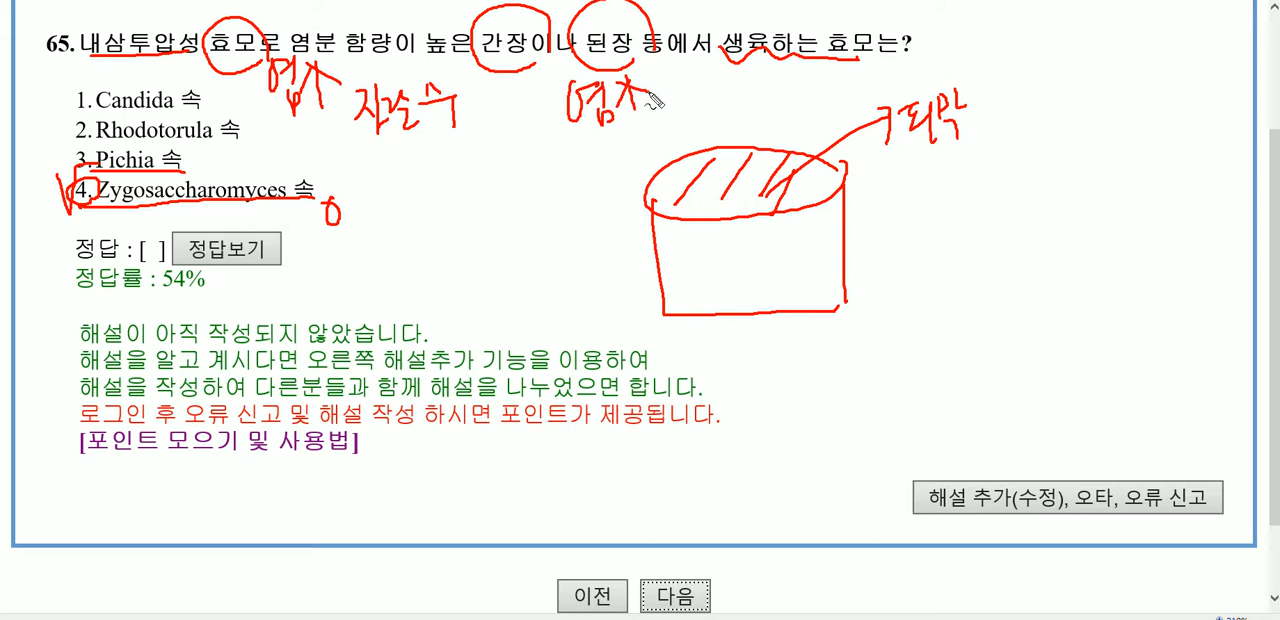 65. 내삼투압성 효모로 염분 함량이 높은 간장이나 된장 등에서 생육하는 효모는?
1. Candida 속
2. Rhodotorula 속
3. Pichia 속
4. Zygosaccharomyces 속
피막
정답 : [ ] 정답보기
정답률 : 54%
해설이 아직 작성되지 않았습니다.
해설을 알고 계시다면 오른쪽 해설추가 기능을 이용하여
해설을 작성하여 다른분들과 함께 해설을 나누었으면 합니다.
로그인 후 오류 신고 및 해설 작성 하시면 포인트가 제공됩니다.
[포인트 모으기 및 사용법]
해설 추가(수정), 오타, 오류 신고
이전 다음